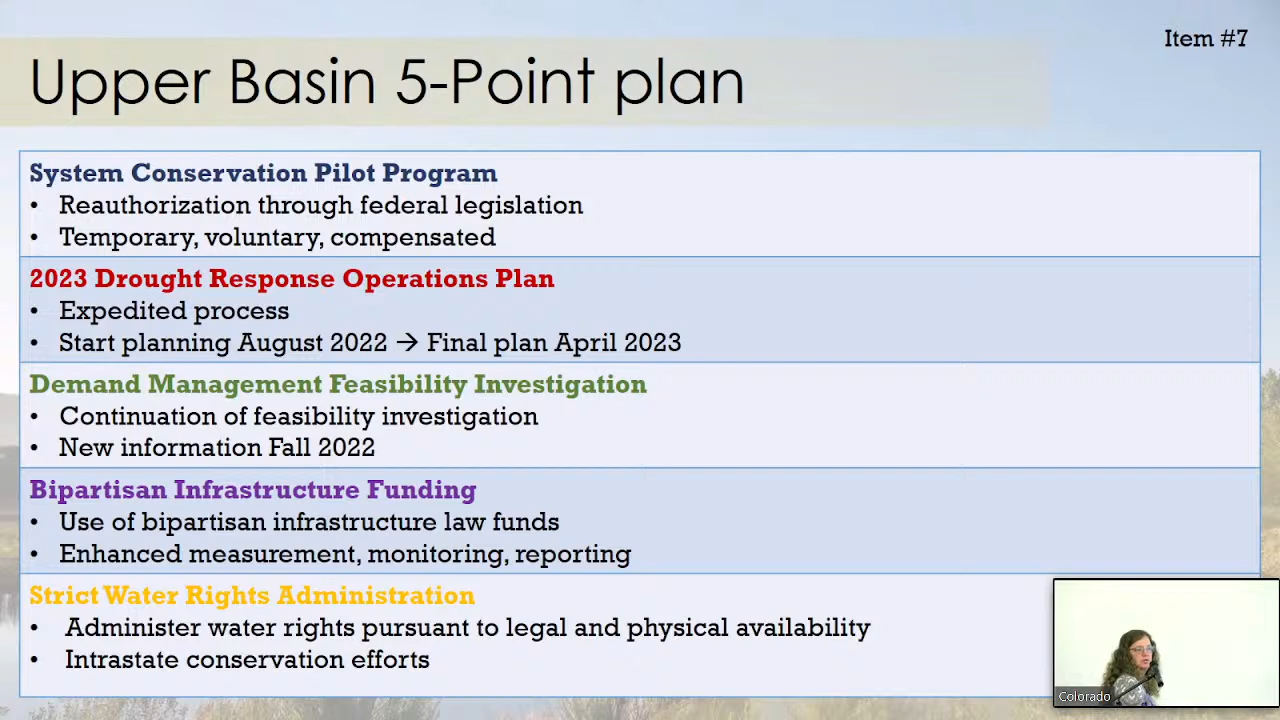 Item #7
Upper Basin 5-Point plan
System Conservation Pilot Program
• Reauthorization through federal legislation
• Temporary, voluntary, compensated
2023 Drought Response Operations Plan
• Expedited process
• Start planning August 2022 → Final plan April 2023
Demand Management Feasibility Investigation
• Continuation of feasibility investigation
• New information Fall 2022
Bipartisan Infrastructure Funding
• Use of bipartisan infrastructure law funds
• Enhanced measurement, monitoring, reporting
Strict Water Rights Administration
• Administer water rights pursuant to legal and physical availability
• Intrastate conservation efforts
Colorado